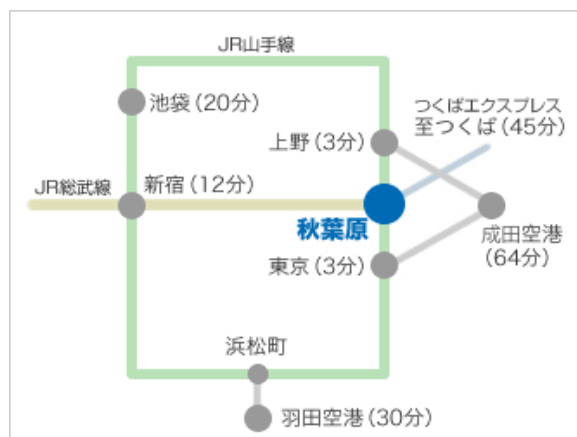 JR山手線
池袋(20分)
つくばエクスプレス
至つくば(45分)
上野(3分)
JR総武線
新宿(12分)
秋葉原
成田空港
(64分)
東京(3分)
浜松町
羽田空港(30分)